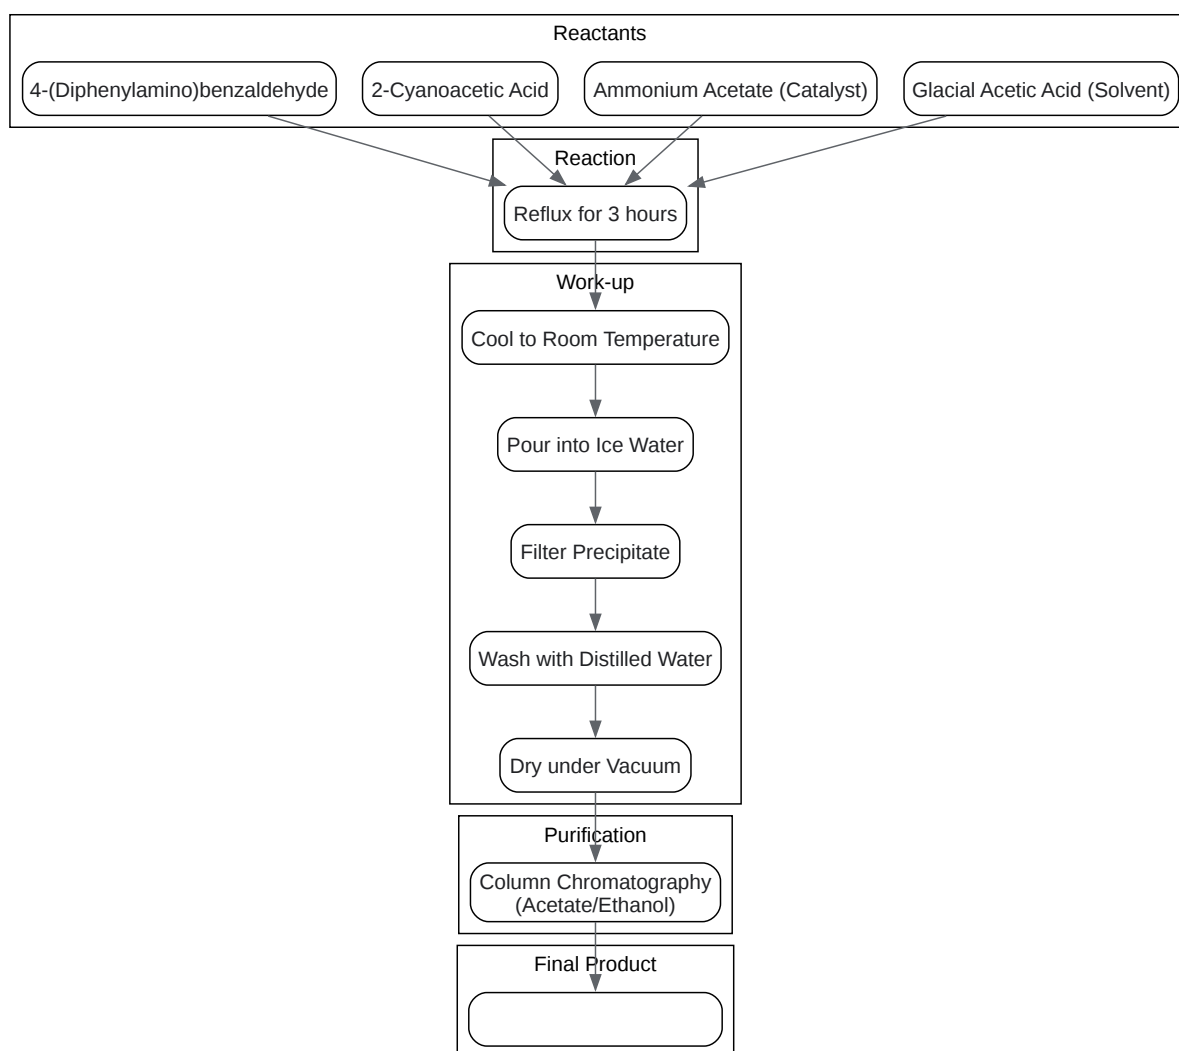 Reactants
4-(Diphenylamino)benzaldehyde
2-Cyanoacetic Acid
Ammonium Acetate (Catalyst)
Glacial Acetic Acid (Solvent)
Reaction
Reflux for 3 hours
Work-up
Cool to Room Temperature
Pour into Ice Water
Filter Precipitate
Wash with Distilled Water
Dry under Vacuum
Purification
Column Chromatography
(Acetate/Ethanol)
Final Product